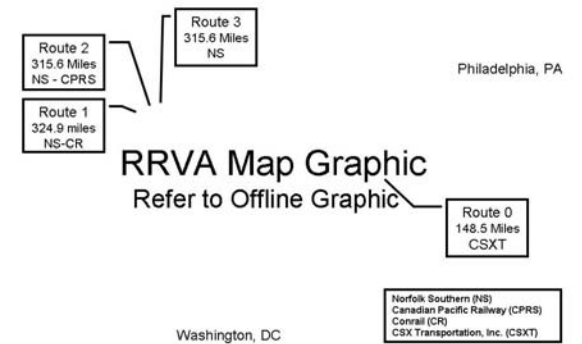 Route 3
315.6 Miles
NS
Route 2
315.6 Miles
NS - CPRS
Philadelphia, PA
Route 1
324.9 miles
NS-CR
RRVA Map Graphic
Refer to Offline Graphic
Route 0
148.5 Miles
CSXT
Norfolk Southern (NS)
Canadian Pacific Railway (CPRS)
Conrail (CR)
CSX Transportation, Inc. (CSXT)
Washington, DC